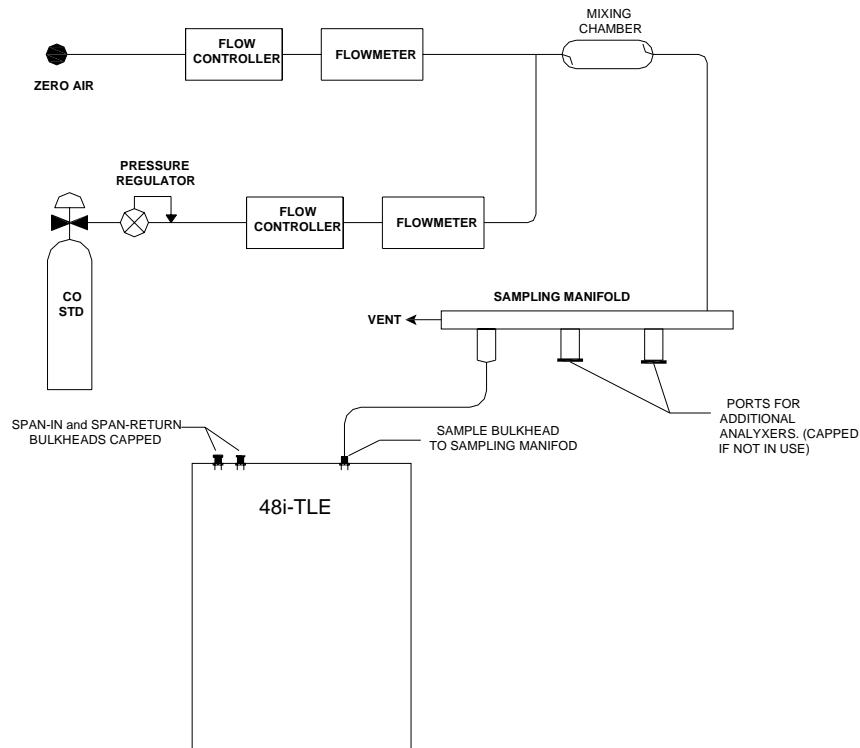 MIXING
CHAMBER
FLOW
CONTROLLER
FLOWMETER
ZERO AIR
PRESSURE
REGULATOR
FLOW
CONTROLLER
FLOWMETER
CO
STD
SAMPLING MANIFOLD
VENT
PORTS FOR
ADDITIONAL
ANALYXERS. (CAPPED
IF NOT IN USE)
SPAN-IN and SPAN-RETURN
BULKHEADS CAPPED
SAMPLE BULKHEAD
TO SAMPLING MANIFOD
48i-TLE